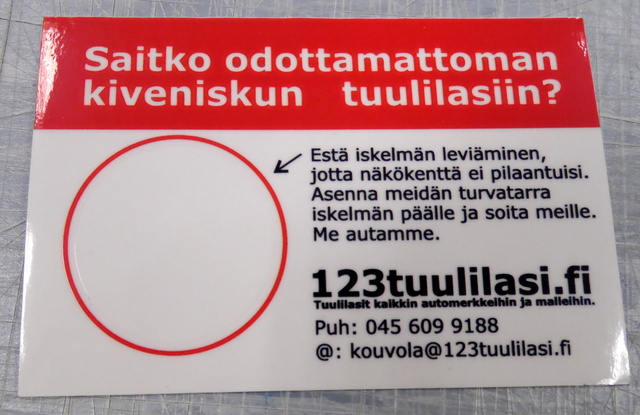 Saitko odottamattoman
kiveniskun tuulilasiin?
Estä iskelmän leviäminen,
jotta näkökenttä ei pilaantuisi.
Asenna meidän turvatarra
iskelmän päälle ja soita meille.
Me autamme.
123tuulilasi.fi
Tuulilasit kaikkin automerkkeihin ja malleihin.
Puh: 045 609 9188
@: kouvola@123tuulilasi.fi